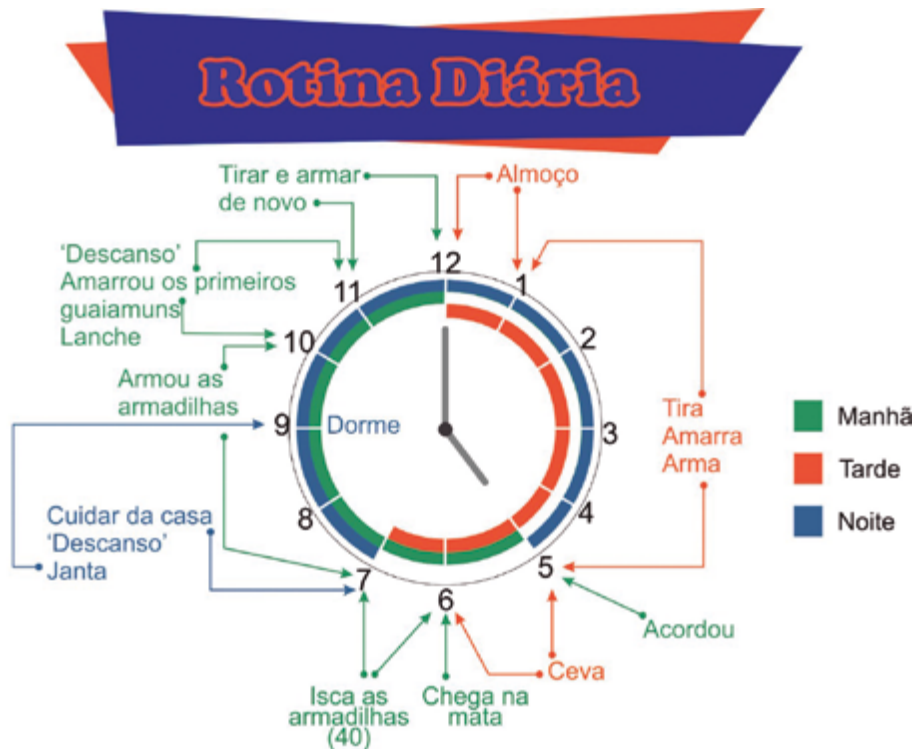 Rotina Diária
Tirar e armar
de novo
Almoço
'Descanso'
Amarrou os primeiros
guaiamuns
Lanche
Armou as
armadilhas
Cuidar da casa
'Descanso'
Janta
12
1
2
3
4
5
6
7
8
9
10
11
Dorme
Tira
Amarra
Arma
Manhã
Tarde
Noite
Acordou
Ceva
Chega na
mata
Isca as
armadilhas
(40)